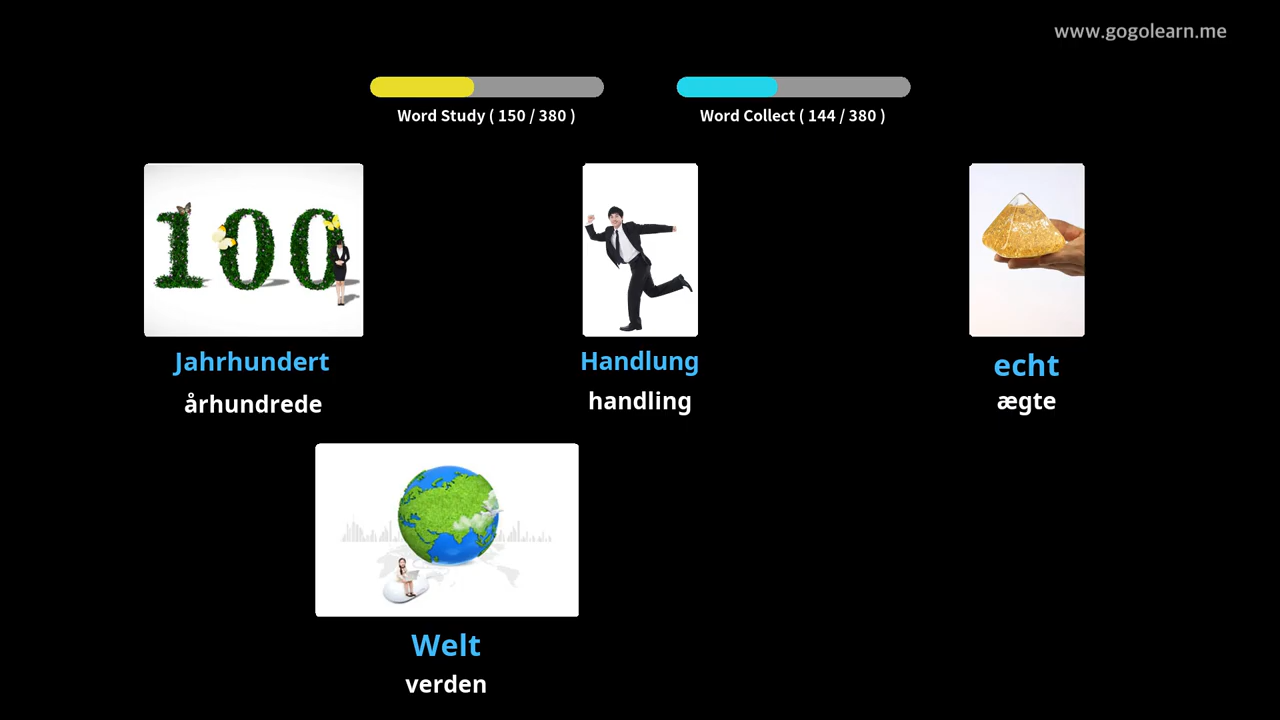 www.gogolearn.me
Word Study ( 150 / 380 )
Word Collect ( 144 / 380 )
100
Jahrhundert
århundrede
Handlung
handling
echt
ægte
Welt
verden